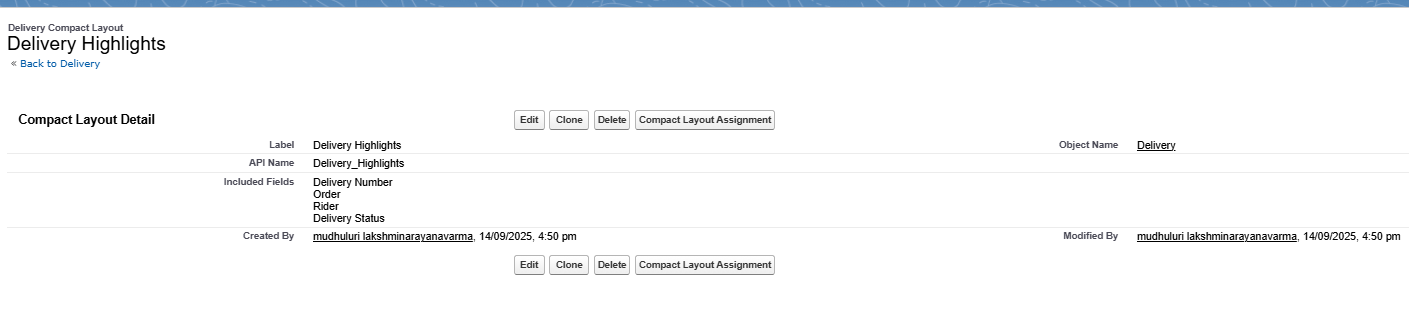 Delivery Compact Layout
Delivery Highlights
« Back to Delivery
Compact Layout Detail Edit Clone Delete Compact Layout Assignment
Label Delivery Highlights Object Name Delivery
API Name Delivery_Highlights
Included Fields Delivery Number
Order
Rider
Delivery Status
Created By mudhuluri lakshminarayanavarma, 14/09/2025, 4:50 pm Modified By mudhuluri lakshminarayanavarma, 14/09/2025, 4:50 pm
Edit Clone Delete Compact Layout Assignment